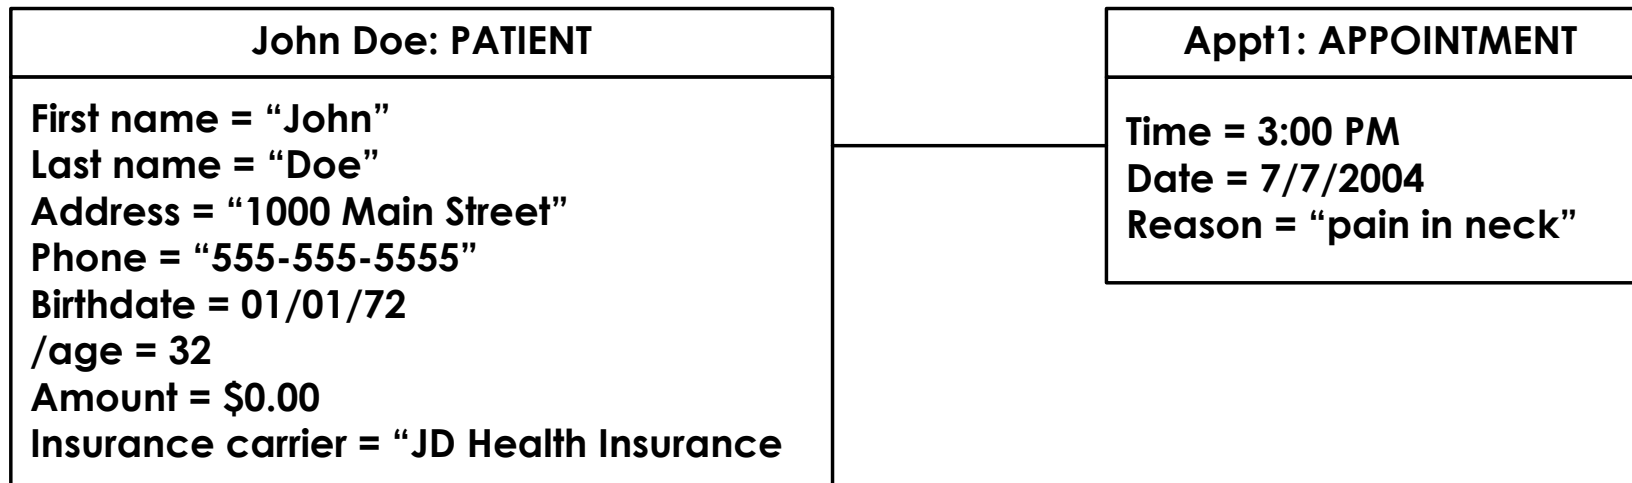 John Doe: PATIENT
First name = “John”
Last name = “Doe”
Address = “1000 Main Street”
Phone = “555-555-5555”
Birthdate = 01/01/72
/age = 32
Amount = $0.00
Insurance carrier = “JD Health Insurance
Appt1: APPOINTMENT
Time = 3:00 PM
Date = 7/7/2004
Reason = “pain in neck”